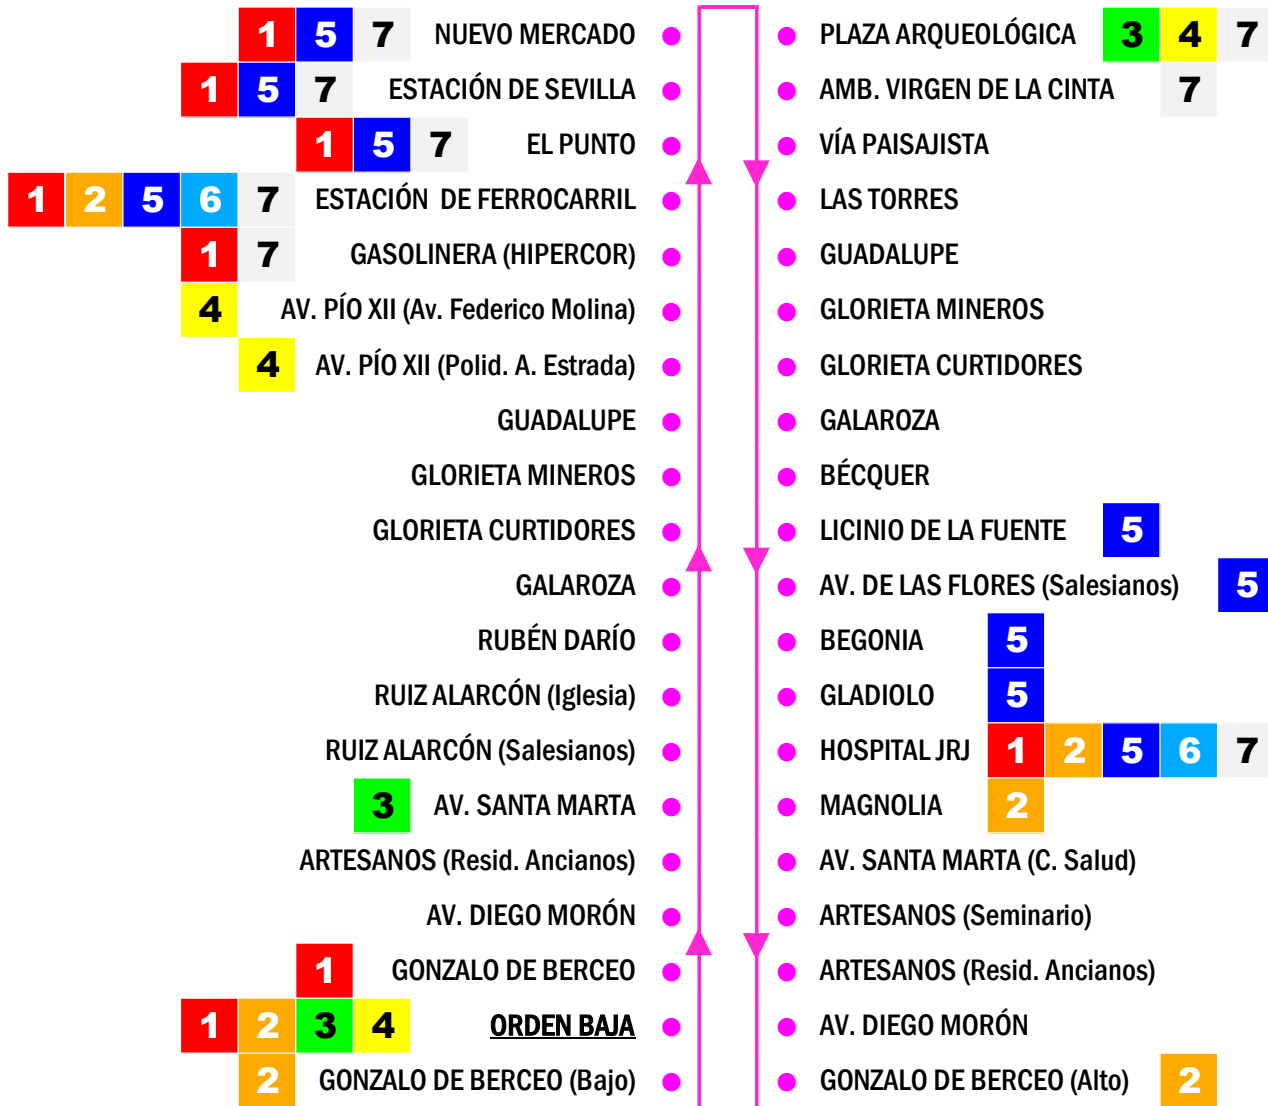 1 5 7 NUEVO MERCADO
1 5 7 ESTACIÓN DE SEVILLA
1 5 7 EL PUNTO
1 2 5 6 7 ESTACIÓN DE FERROCARRIL
1 7 GASOLINERA (HIPERCOR)
4 AV. PÍO XII (Av. Federico Molina)
4 AV. PÍO XII (Polid. A. Estrada)
GUADALUPE
GLORIETA MINEROS
GLORIETA CURTIDORES
GALAROZA
RUBÉN DARÍO
RUIZ ALARCÓN (Iglesia)
RUIZ ALARCÓN (Salesianos)
3 AV. SANTA MARTA
ARTESANOS (Resid. Ancianos)
AV. DIEGO MORÓN
1 GONZALO DE BERCEO
1 2 3 4 ORDEN BAJA
2 GONZALO DE BERCEO (Bajo)
PLAZA ARQUEOLÓGICA 3 4 7
AMB. VIRGEN DE LA CINTA 7
VÍA PAISAJISTA
LAS TORRES
GUADALUPE
GLORIETA MINEROS
GLORIETA CURTIDORES
GALAROZA
BÉCQUER
LICINIO DE LA FUENTE 5
AV. DE LAS FLORES (Salesianos) 5
BEGONIA 5
GLADIOLO 5
HOSPITAL JRJ 1 2 5 6 7
MAGNOLIA 2
AV. SANTA MARTA (C. Salud)
ARTESANOS (Seminario)
ARTESANOS (Resid. Ancianos)
AV. DIEGO MORÓN
GONZALO DE BERCEO (Alto) 2